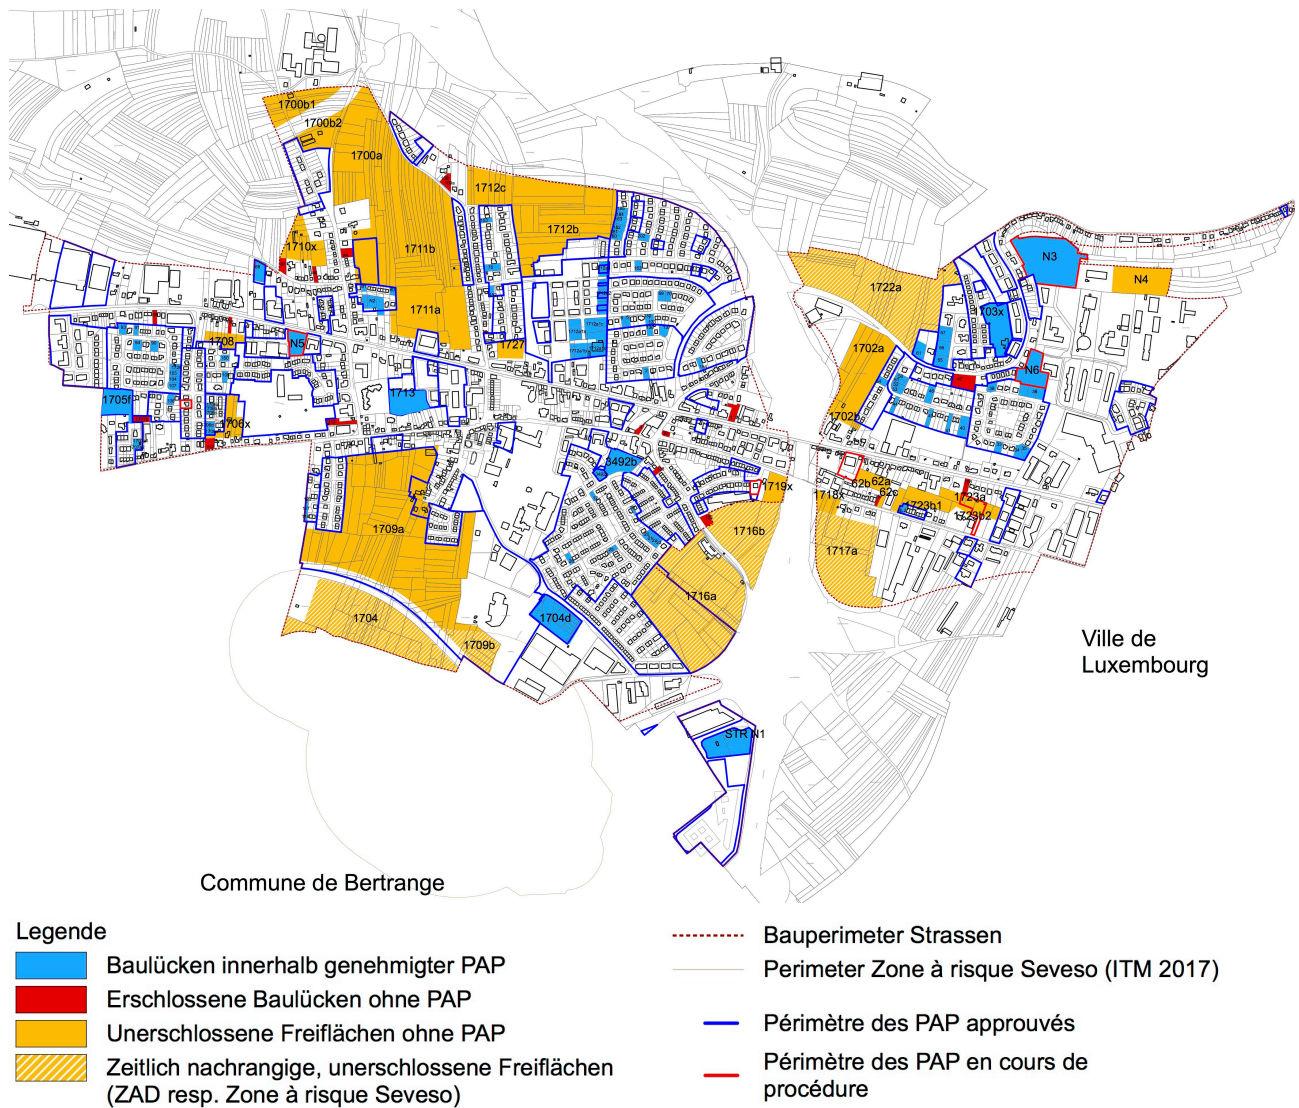 1700b1
1700b2
1700a
1712c
1712b
1710x
1711b
1711a
N3
N4
1722a
703x
1702a
N2
1708
N5
1727
N6
1713
1705f
1706x
1702b
3492b
1719x
62b
62a
62c
1718x
1723a
1723b1
1723b2
1709a
1716b
1717a
1716a
1704
1704d
1709b
Ville de
Luxembourg
STR N1
Commune de Bertrange
Legende
Baulücken innerhalb genehmigter PAP
Erschlossene Baulücken ohne PAP
Unerschlossene Freiflächen ohne PAP
Zeitlich nachrangige, unerschlossene Freiflächen
(ZAD resp. Zone à risque Seveso)
Bauperimeter Strassen
Perimeter Zone à risque Seveso (ITM 2017)
Périmètre des PAP approuvés
Périmètre des PAP en cours de
procédure